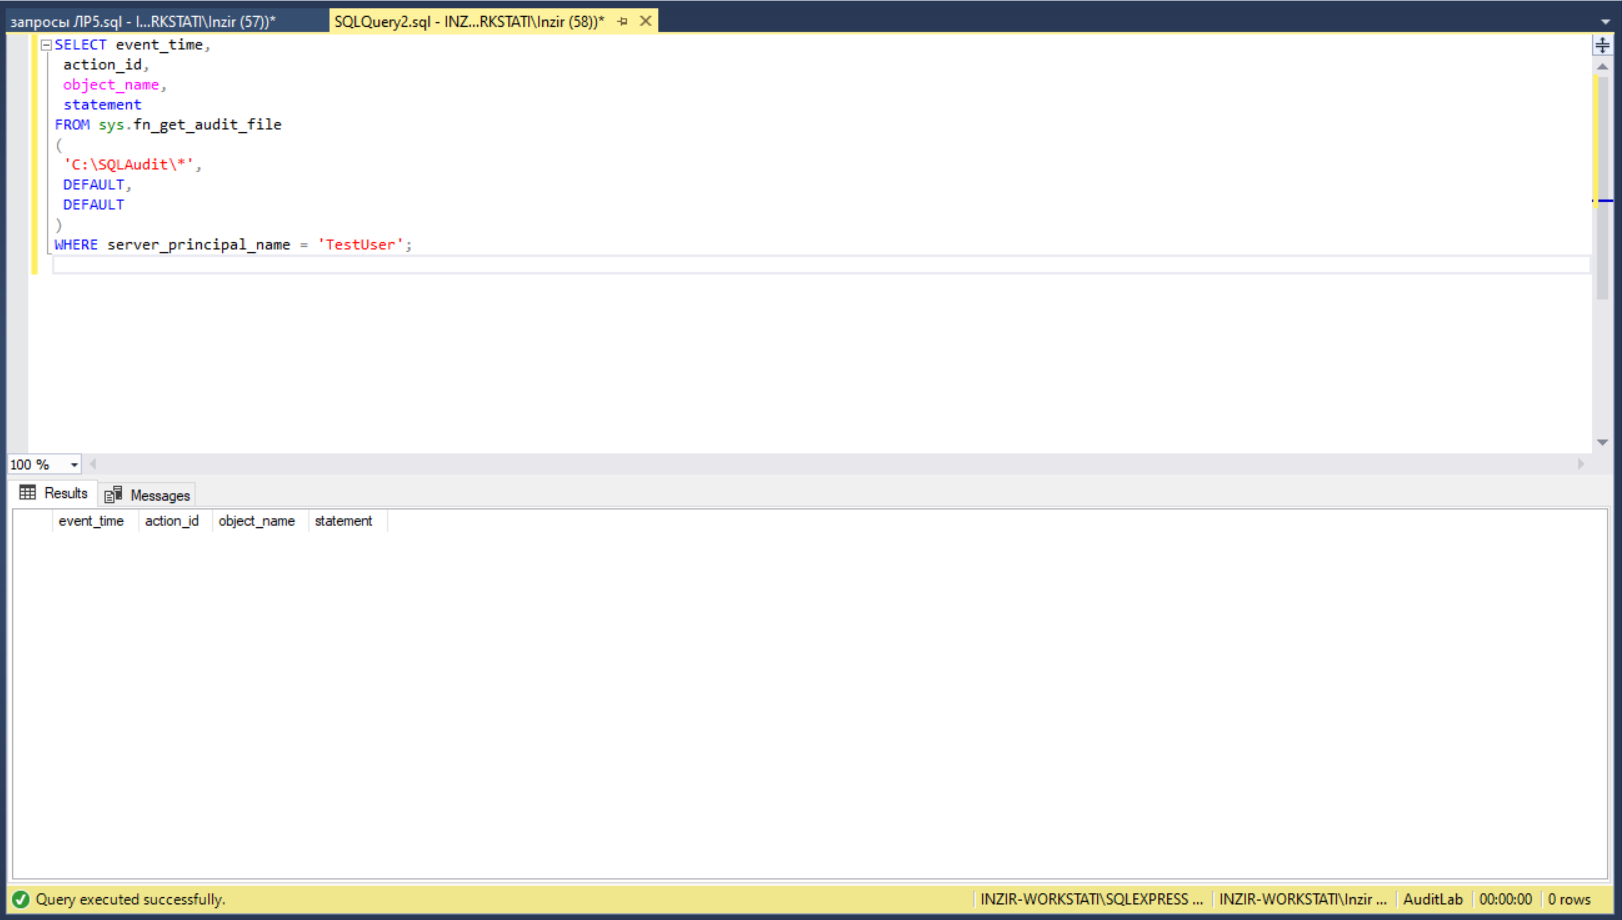 запросы ЛР5.sql - I...RKSTATI\Inzir (57))*
SQLQuery2.sql - INZ...RKSTATI\Inzir (58))*
SELECT event_time,
action_id,
object_name,
statement
FROM sys.fn_get_audit_file
(
'C:\SQLAudit\*',
DEFAULT,
DEFAULT
)
WHERE server_principal_name = 'TestUser';
100 %
Results
Messages
event_time action_id object_name statement
Query executed successfully.
INZIR-WORKSTATI\SQLEXPRESS ...
INZIR-WORKSTATI\Inzir ...
AuditLab
00:00:00
0 rows